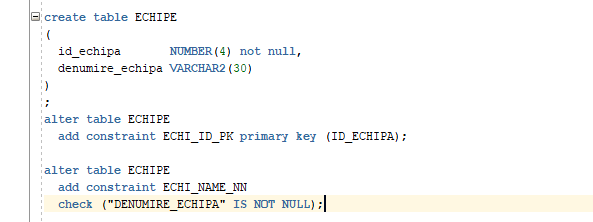 create table ECHIPE
(
id_echipa NUMBER(4) not null,
denumire_echipa VARCHAR2(30)
)
;
alter table ECHIPE
add constraint ECHI_ID_PK primary key (ID_ECHIPA);
alter table ECHIPE
add constraint ECHI_NAME_NN
check ("DENUMIRE_ECHIPA" IS NOT NULL);